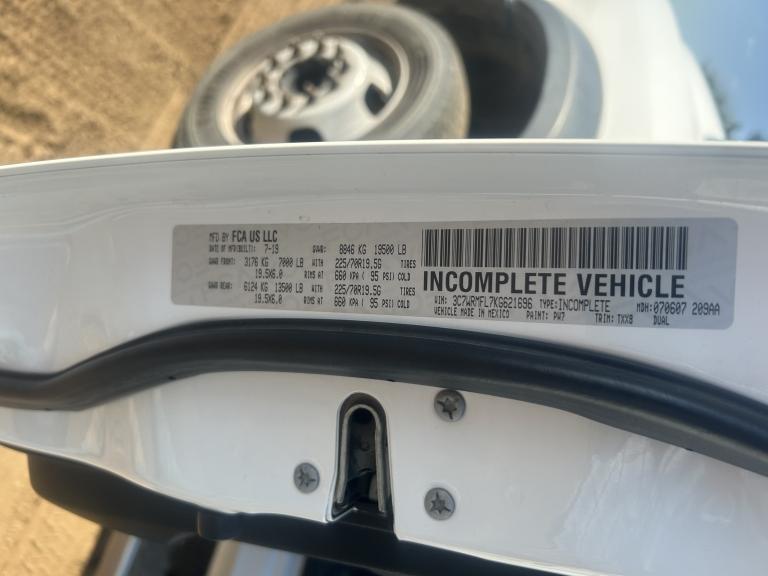 MFD BY FCA US LLC
DATE OF MFD(BUILT): 7-19 GVWR: 8846 KG 19500 LB
GAWR FRONT: 3176 KG 7000 LB WITH 225/70R19.5G TIRES
19.5X6.0 RIMS AT 660 KPA ( 95 PSI) COLD
GAWR REAR: 6124 KG 13500 LB WITH 225/70R19.5G TIRES
19.5X6.0 RIMS AT 660 KPA ( 95 PSI) COLD
INCOMPLETE VEHICLE
VIN: 3C7WRMFL7KG621696 TYPE: INCOMPLETE MDH:070607 209AA
VEHICLE MADE IN MEXICO PAINT: PW7 TRIM: TXX8 DUAL